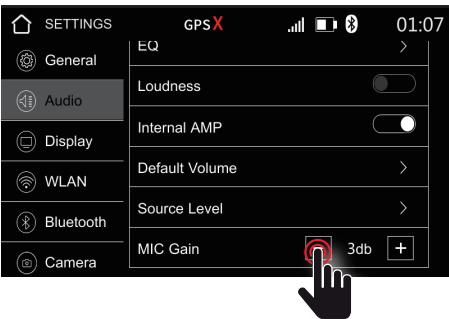 SETTINGS GPSX 01:07
General
Audio
Display
WLAN
Bluetooth
Camera
EQ
Loudness
Internal AMP
Default Volume
Source Level
MIC Gain 3db +